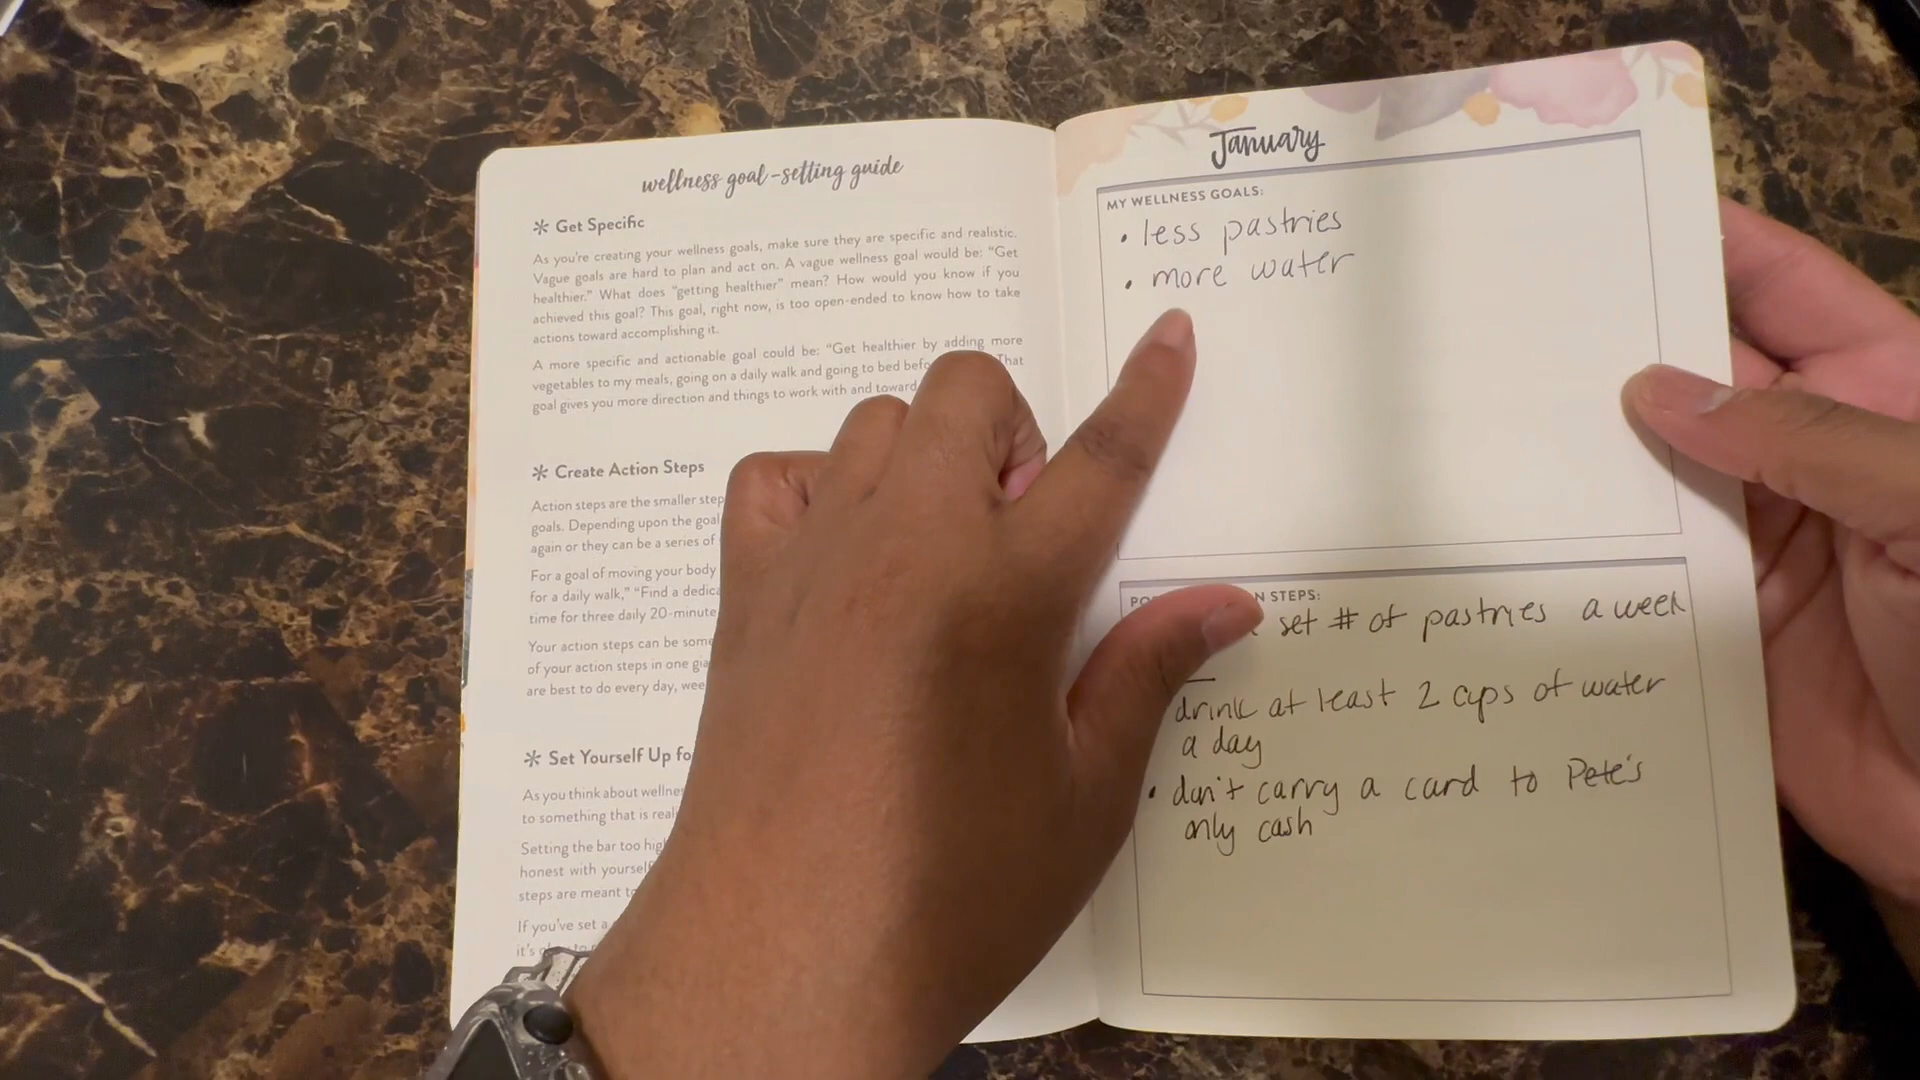 wellness goal-setting guide
* Get Specific
As you're creating your wellness goals, make sure they are specific and realistic.
Vague goals are hard to plan and act on. A vague wellness goal would be: "Get
healthier." What does "getting healthier" mean? How would you know if you
achieved this goal? This goal, right now, is too open-ended to know how to take
actions toward accomplishing it.
A more specific and actionable goal could be: "Get healthier by adding more
vegetables to my meals, going on a daily walk and going to bed That
goal gives you more direction and things to work with and toward
* Create Action Steps
Action steps are the smaller
goals. Depending upon the goal
again or they can be a series of
For a goal of moving your body
for a daily walk," "Find a
time for three daily 20-minute
Your action steps can be
of your action steps in one
are best to do every day,
* Set Yourself Up
As you think about
to something that is
Setting the bar too
honest with yourself
steps are meant
If you've set a
January
MY WELLNESS GOALS:
• less pastries
• more water
STEPS:
set # of pastries a week
drink at least 2 cups of water
a day
• don't carry a card to Pete's
only cash